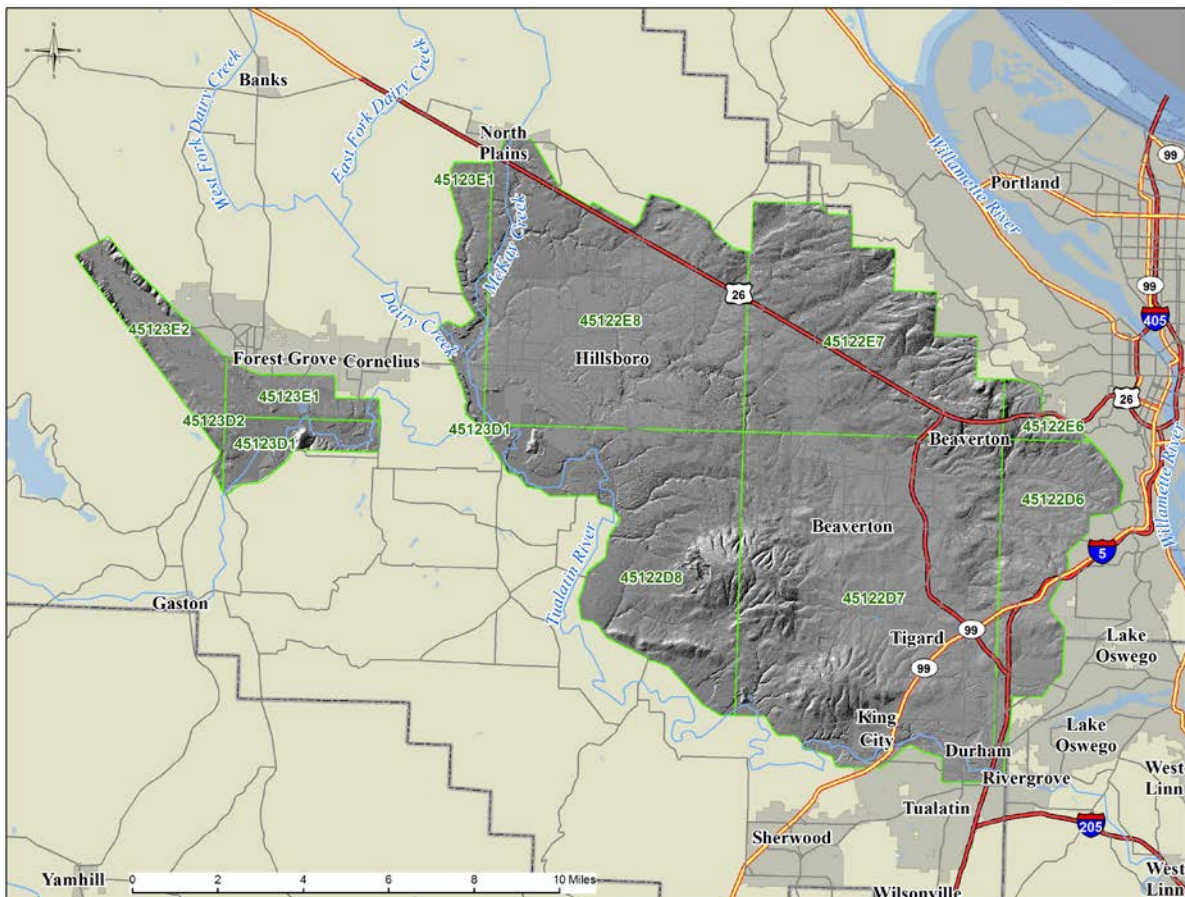 N
W
E
S
Banks
West Fork Dairy Creek
East Fork Dairy Creek
North
Plains
45123E1
McKay Creek
Willamette River
99
Portland
99
405
26
45122E8
45122E7
Dairy Creek
45123E2
Hillsboro
Forest Grove
Cornelius
45123E1
26
45123D2
45123D1
45123D1
Beaverton
45122E6
45122D6
Willamette River
Beaverton
5
Tualatin River
45122D8
45122D7
Gaston
Tigard
99
99
Lake
Oswego
King
City
Lake
Oswego
Durham
Rivergrove
West
Linn
Tualatin
Sherwood
205
Yamhill
0 2 4 6 8 10 Miles
Wilsonville
West
Linn